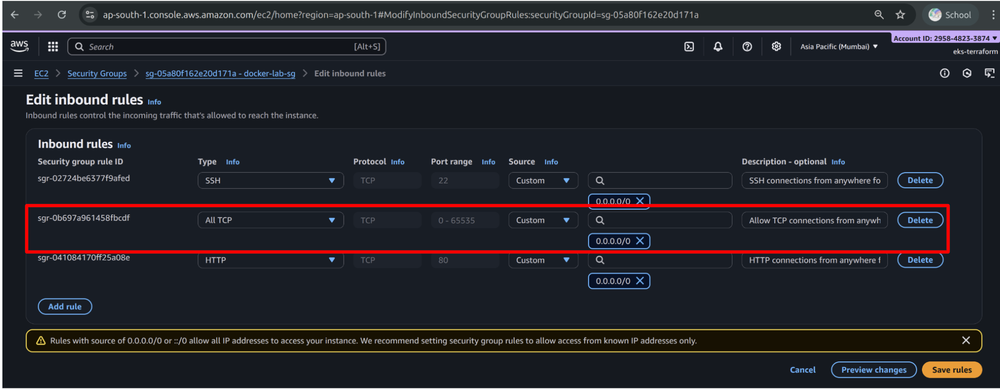 ap-south-1.console.aws.amazon.com/ec2/home?region=ap-south-1#ModifyInboundSecurityGroupRules:securityGroupId=sg-05a80f162e20d171a
School
aws
Search
[Alt+S]
Asia Pacific (Mumbai)
Account ID: 2958-4823-3874
eks-terraform
EC2 > Security Groups > sg-05a80f162e20d171a - docker-lab-sg > Edit inbound rules
Edit inbound rules Info
Inbound rules control the incoming traffic that's allowed to reach the instance.
Inbound rules Info
Security group rule ID Type Info Protocol Info Port range Info Source Info Description - optional Info
sgr-02724be6377f9afed SSH TCP 22 Custom SSH connections from anywhere fo Delete
0.0.0.0/0
sgr-0b697a961458fbcdf All TCP TCP 0 - 65535 Custom Allow TCP connections from anywh Delete
0.0.0.0/0
sgr-041084170ff25a08e HTTP TCP 80 Custom HTTP connections from anywhere f Delete
0.0.0.0/0
Add rule
Rules with source of 0.0.0.0/0 or ::/0 allow all IP addresses to access your instance. We recommend setting security group rules to allow access from known IP addresses only.
Cancel Preview changes Save rules